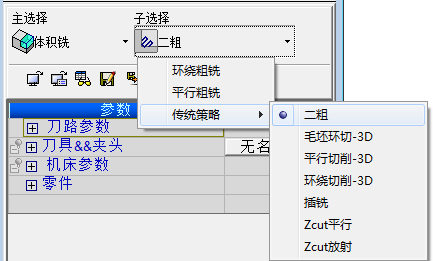 主选择
子选择
体积铣
二粗
环绕粗铣
平行粗铣
传统策略
二粗
毛坯环切-3D
平行切削-3D
环绕切削-3D
插铣
Zcut平行
Zcut放射
参数
刀路参数
刀具&&夹头
无名
机床参数
零件